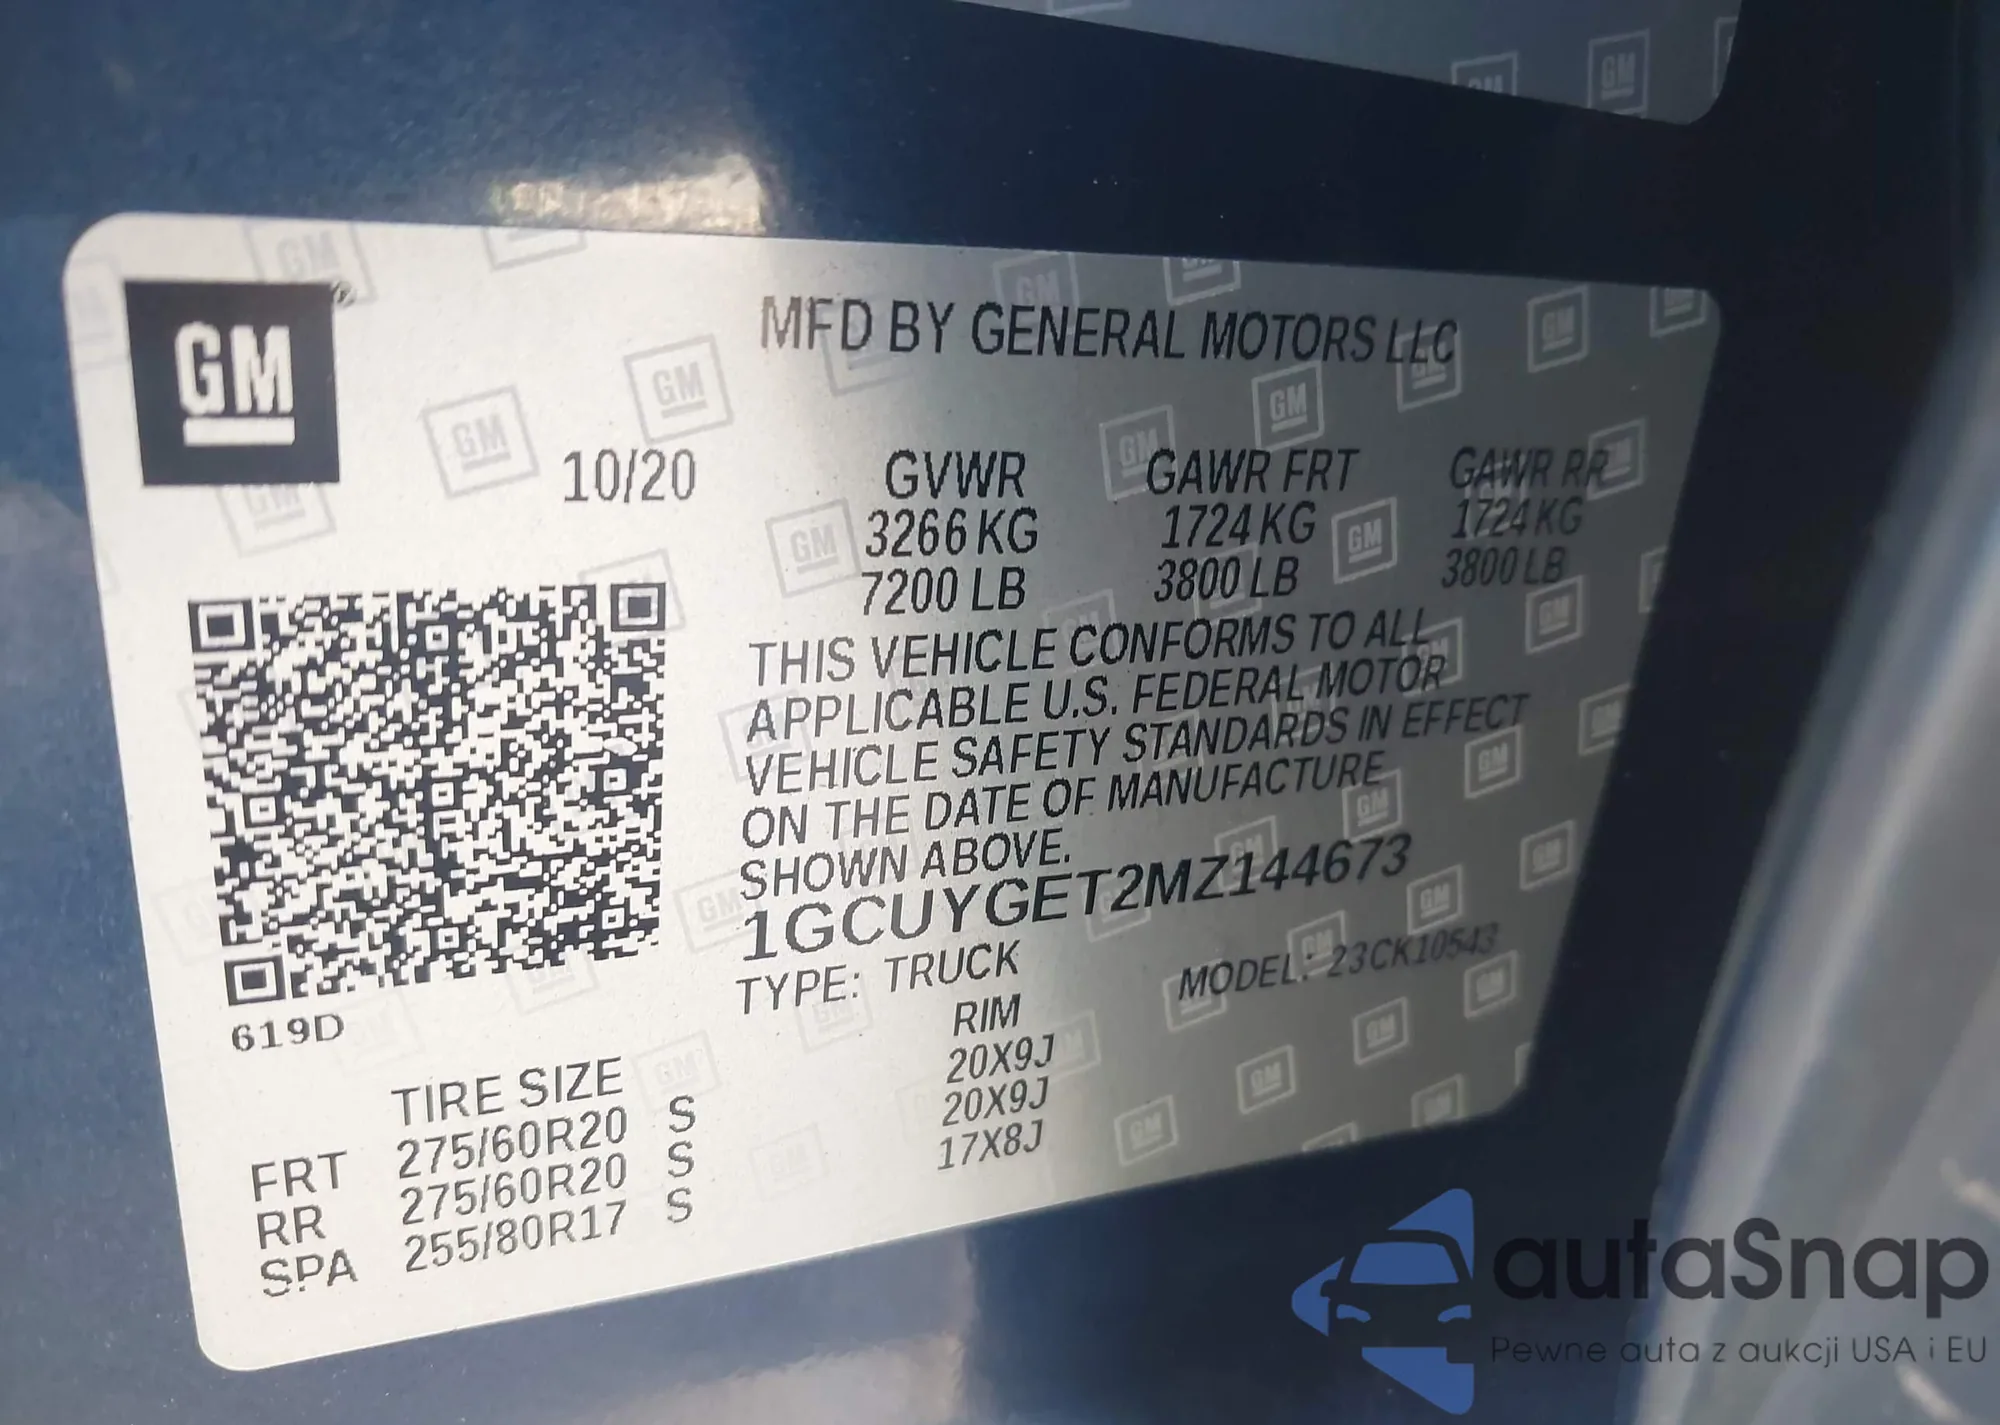 GM
MFD BY GENERAL MOTORS LLC
10/20
GVWR GAWR FRT GAWR RR
3266 KG 1724 KG 1724 KG
7200 LB 3800 LB 3800 LB
THIS VEHICLE CONFORMS TO ALL
APPLICABLE U.S. FEDERAL MOTOR
VEHICLE SAFETY STANDARDS IN EFFECT
ON THE DATE OF MANUFACTURE
SHOWN ABOVE.
1GCUYGET2MZ144673
TYPE: TRUCK MODEL: 23CK10543
619D
TIRE SIZE RIM
FRT 275/60R20 S 20X9J
RR 275/60R20 S 20X9J
SPA 255/80R17 S 17X8J
autaSnap
Pewne auta z aukcji USA i EU